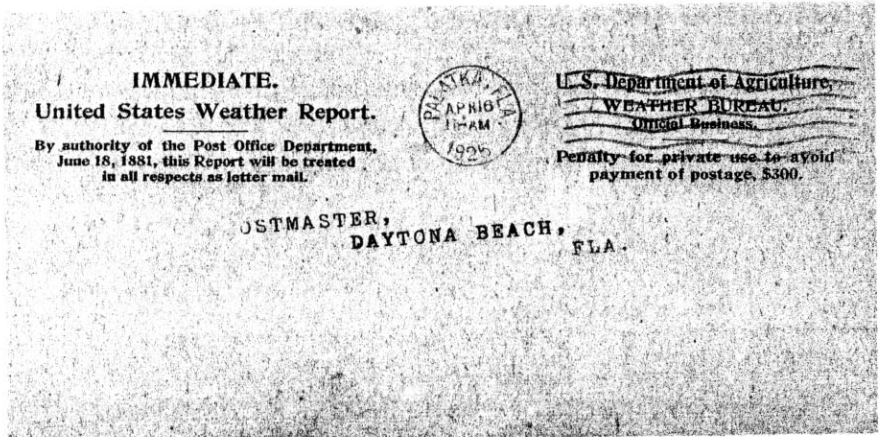 IMMEDIATE.
United States Weather Report.
By authority of the Post Office Department,
June 18, 1881, this Report will be treated
in all respects as letter mail.
PALATKA, FLA.
APR 16
AM
1925
U. S. Department of Agriculture,
WEATHER BUREAU.
Official Business.
Penalty for private use to avoid
payment of postage, $300.
OSTMASTER,
DAYTONA BEACH,
FLA.